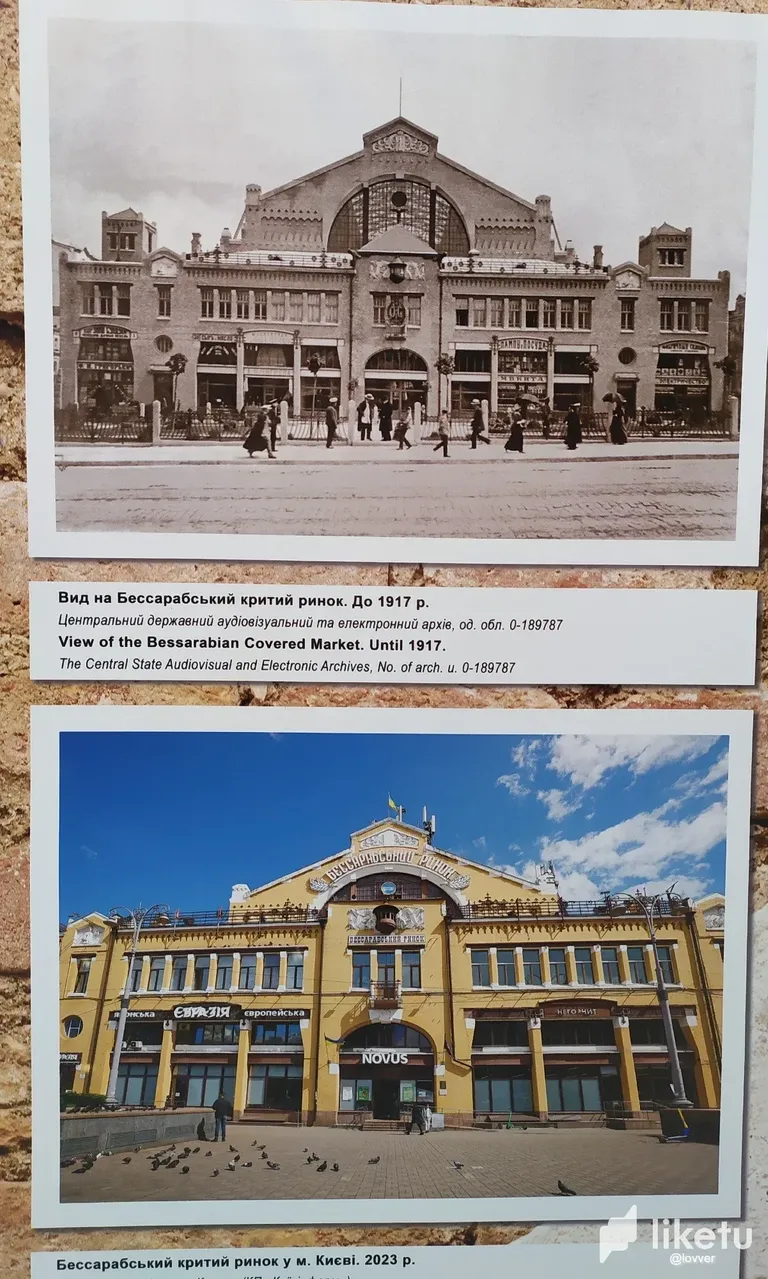 ЛАМПЫ и ПОСУДА
Вид на Бессарабський критий ринок. До 1917 р.
Центральний державний аудіовізуальний та електронний архів, од. обл. 0-189787
View of the Bessarabian Covered Market. Until 1917.
The Central State Audiovisual and Electronic Archives, No. of arch. u. 0-189787
БЕССАРАБСЬКИЙ РИНОК
БЕССАРАБСЬКИЙ РИНОК
ЄВРАЗІЯ ЄВРОПЕЙСЬКА
NOVUS
Бессарабський критий ринок у м. Києві. 2023 р.
liketu
@lovver